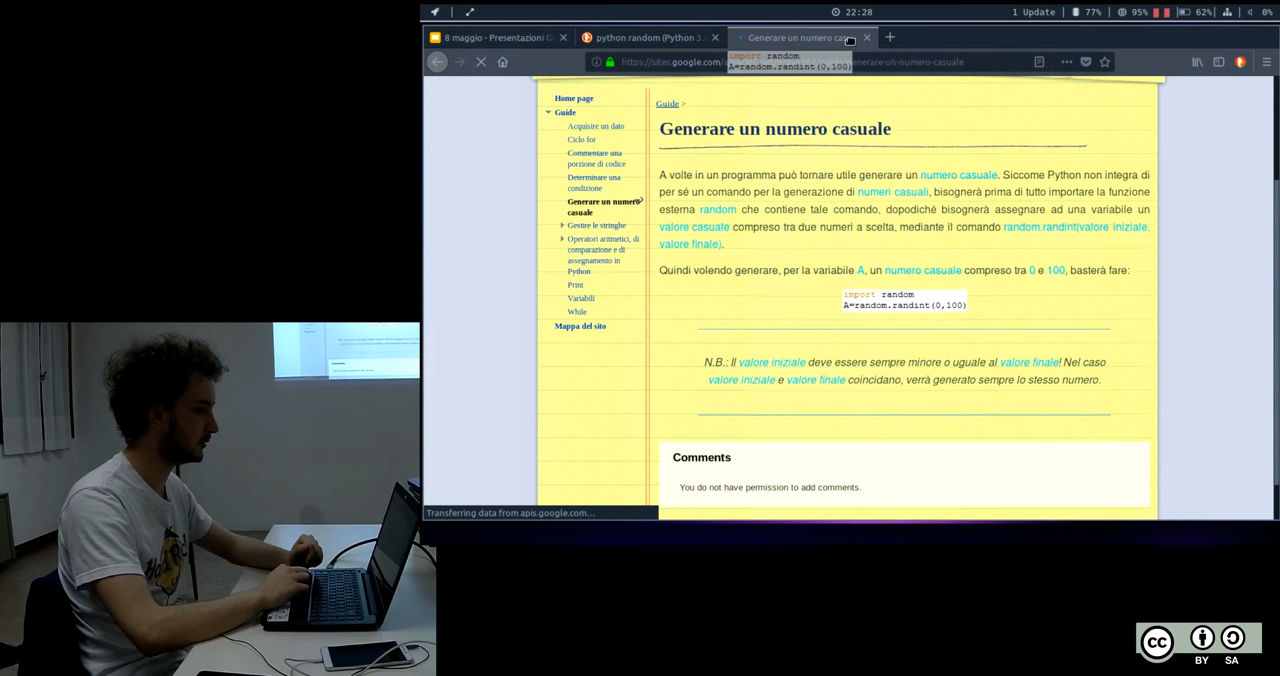 22:28
1 Update
77%
95%
62%
0%
8 maggio - Presentazioni G
python random (Python 3.
Generare un numero cas
import random
A=random.randint(0,100)
https://sites.google.com/
generare-un-numero-casuale
Home page
Guide
Acquisire un dato
Ciclo for
Commentare una
porzione di codice
Determinare una
condizione
Generare un numero
casuale
Gestire le stringhe
Operatori aritmetici, di
comparazione e di
assegnamento in
Python
Print
Variabili
While
Mappa del sito
Guide >
Generare un numero casuale
A volte in un programma può tornare utile generare un numero casuale. Siccome Python non integra di
per sé un comando per la generazione di numeri casuali, bisognerà prima di tutto importare la funzione
esterna random che contiene tale comando, dopodiché bisognerà assegnare ad una variabile un
valore casuale compreso tra due numeri a scelta, mediante il comando random.randint(valore iniziale,
valore finale).
Quindi volendo generare, per la variabile A, un numero casuale compreso tra 0 e 100, basterà fare:
import random
A=random.randint(0,100)
N.B.: Il valore iniziale deve essere sempre minore o uguale al valore finale! Nel caso
valore iniziale e valore finale coincidano, verrà generato sempre lo stesso numero.
Comments
You do not have permission to add comments.
Transferring data from apis.google.com...
CC
BY SA